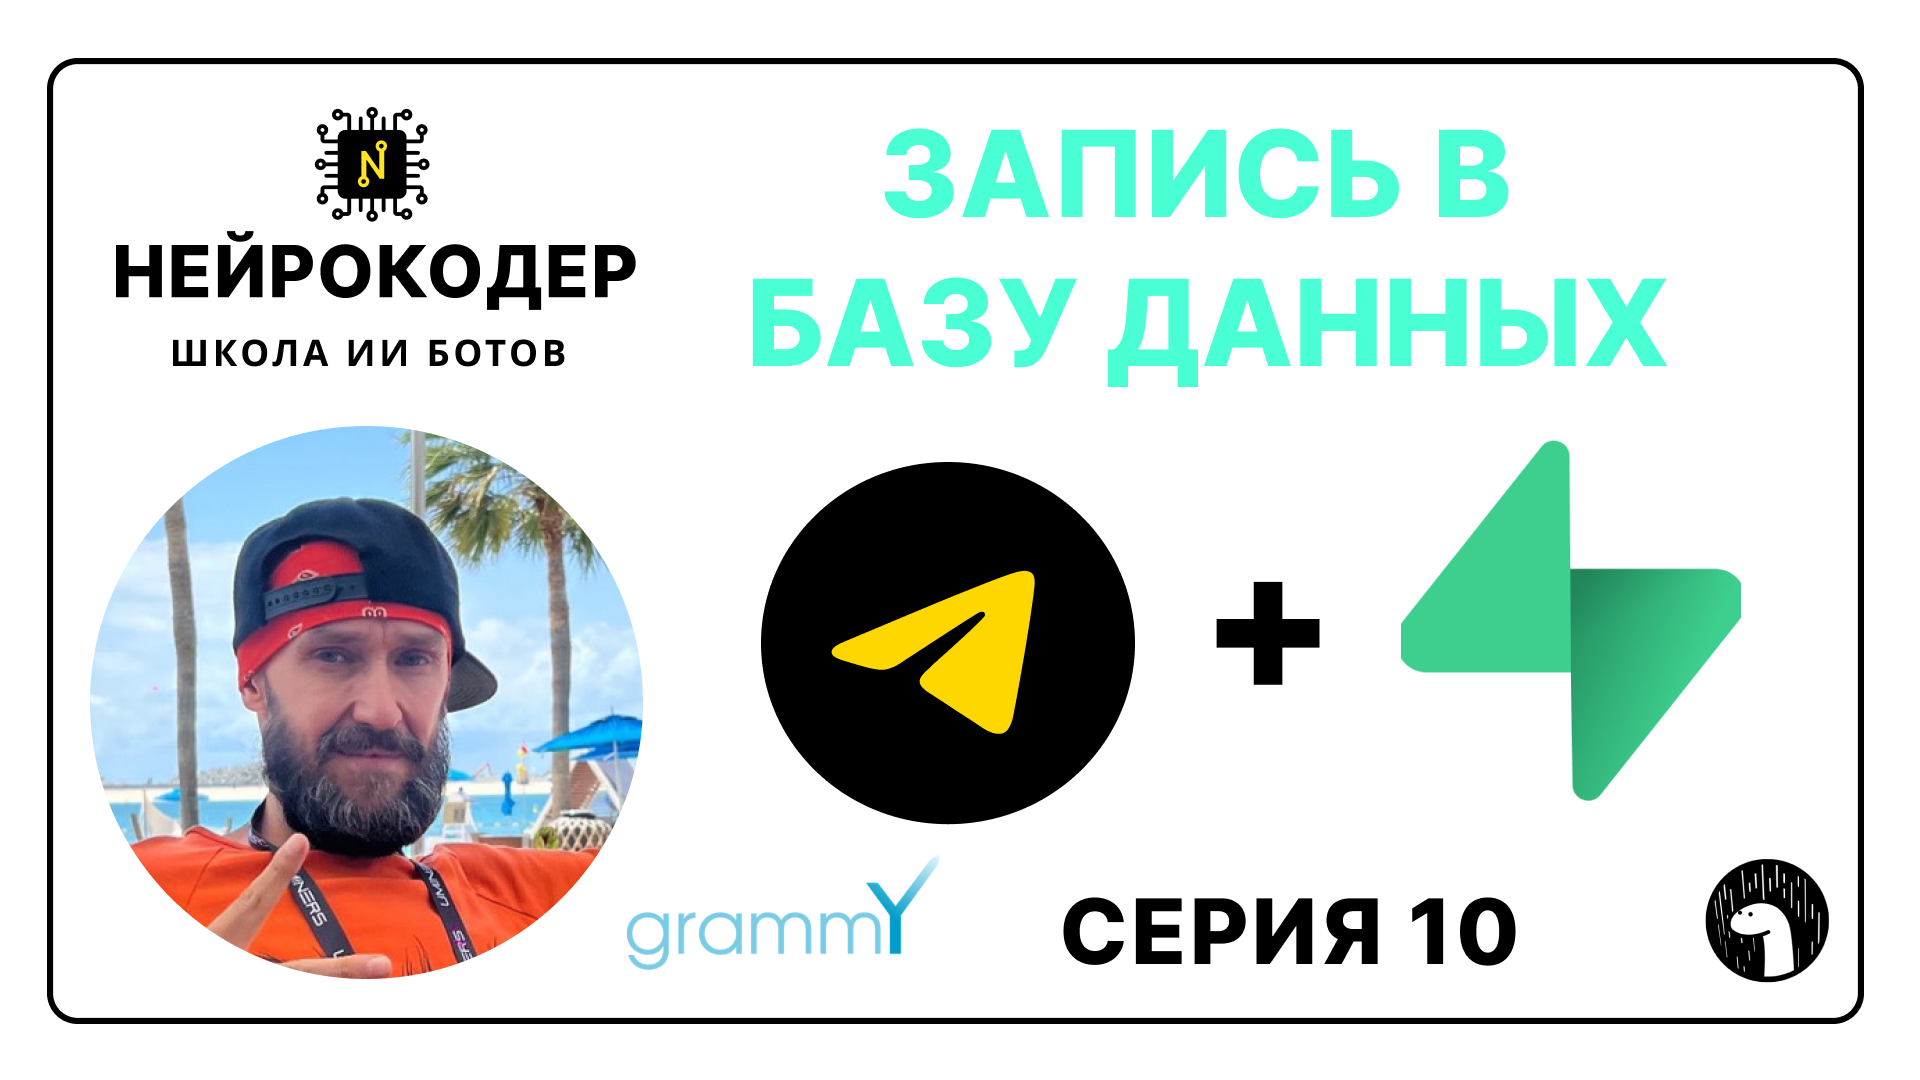 N
НЕЙРОКОДЕР
ШКОЛА ИИ БОТОВ
ЗАПИСЬ В
БАЗУ ДАННЫХ
+
grammY
СЕРИЯ 10